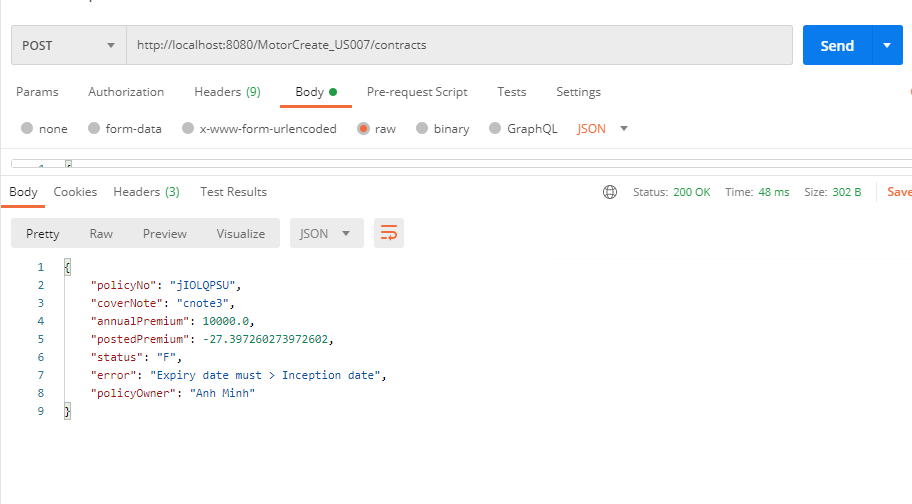 POST http://localhost:8080/MotorCreate_US007/contracts Send
Params Authorization Headers (9) Body Pre-request Script Tests Settings
none form-data x-www-form-urlencoded raw binary GraphQL JSON
Body Cookies Headers (3) Test Results Status: 200 OK Time: 48 ms Size: 302 B Save
Pretty Raw Preview Visualize JSON
1 {
2 "policyNo": "jIOLQPSU",
3 "coverNote": "cnote3",
4 "annualPremium": 10000.0,
5 "postedPremium": -27.397260273972602,
6 "status": "F",
7 "error": "Expiry date must > Inception date",
8 "policyOwner": "Anh Minh"
9 }